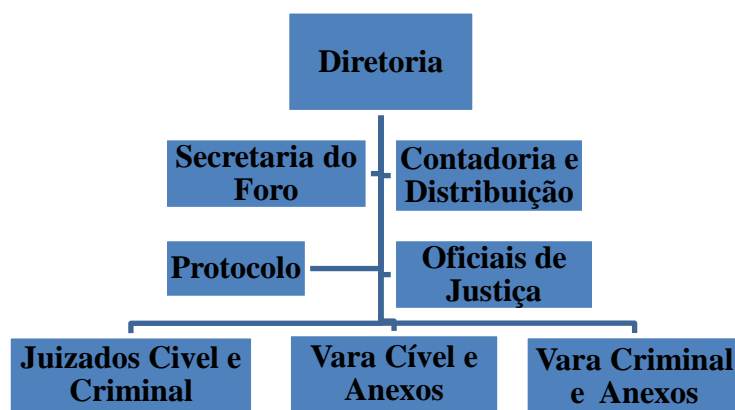 Diretoria
Secretaria do
Foro
Contadoria e
Distribuição
Protocolo
Oficiais de
Justiça
Juizados Civel e
Criminal
Vara Cível e
Anexos
Vara Criminal
e Anexos